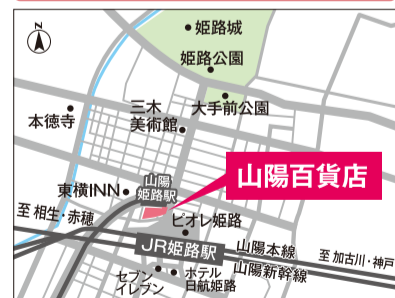 N
姫路城
姫路公園
大手前公園
三木
美術館
本徳寺
山陽百貨店
東横INN
山陽
姫路駅
至 相生・赤穂
ピオレ姫路
JR姫路駅
山陽本線
山陽新幹線
至 加古川・神戸
セブン
イレブン
ホテル
日航姫路